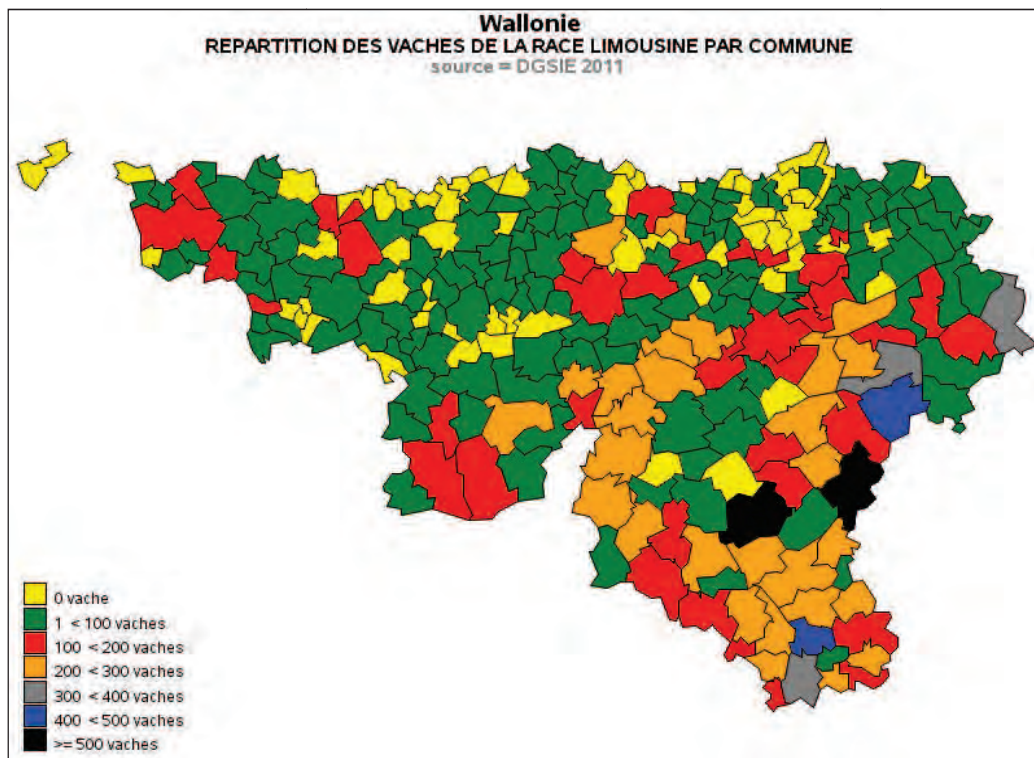 Wallonie
REPARTITION DES VACHES DE LA RACE LIMOUSINE PAR COMMUNE
source = DGSIE 2011
0 vache
1 < 100 vaches
100 < 200 vaches
200 < 300 vaches
300 < 400 vaches
400 < 500 vaches
>= 500 vaches